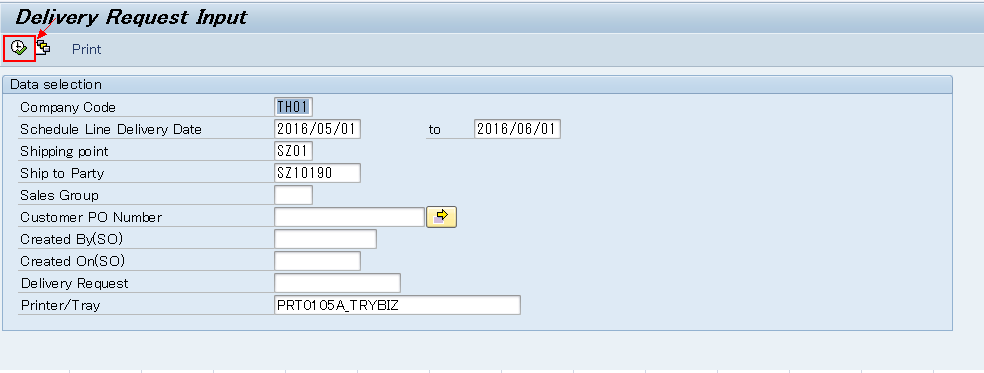 Delivery Request Input
Print
Data selection
Company Code TH01
Schedule Line Delivery Date 2016/05/01 to 2016/06/01
Shipping point SZ01
Ship to Party SZ10190
Sales Group
Customer PO Number
Created By(SO)
Created On(SO)
Delivery Request
Printer/Tray PRT0105A_TRYBIZ